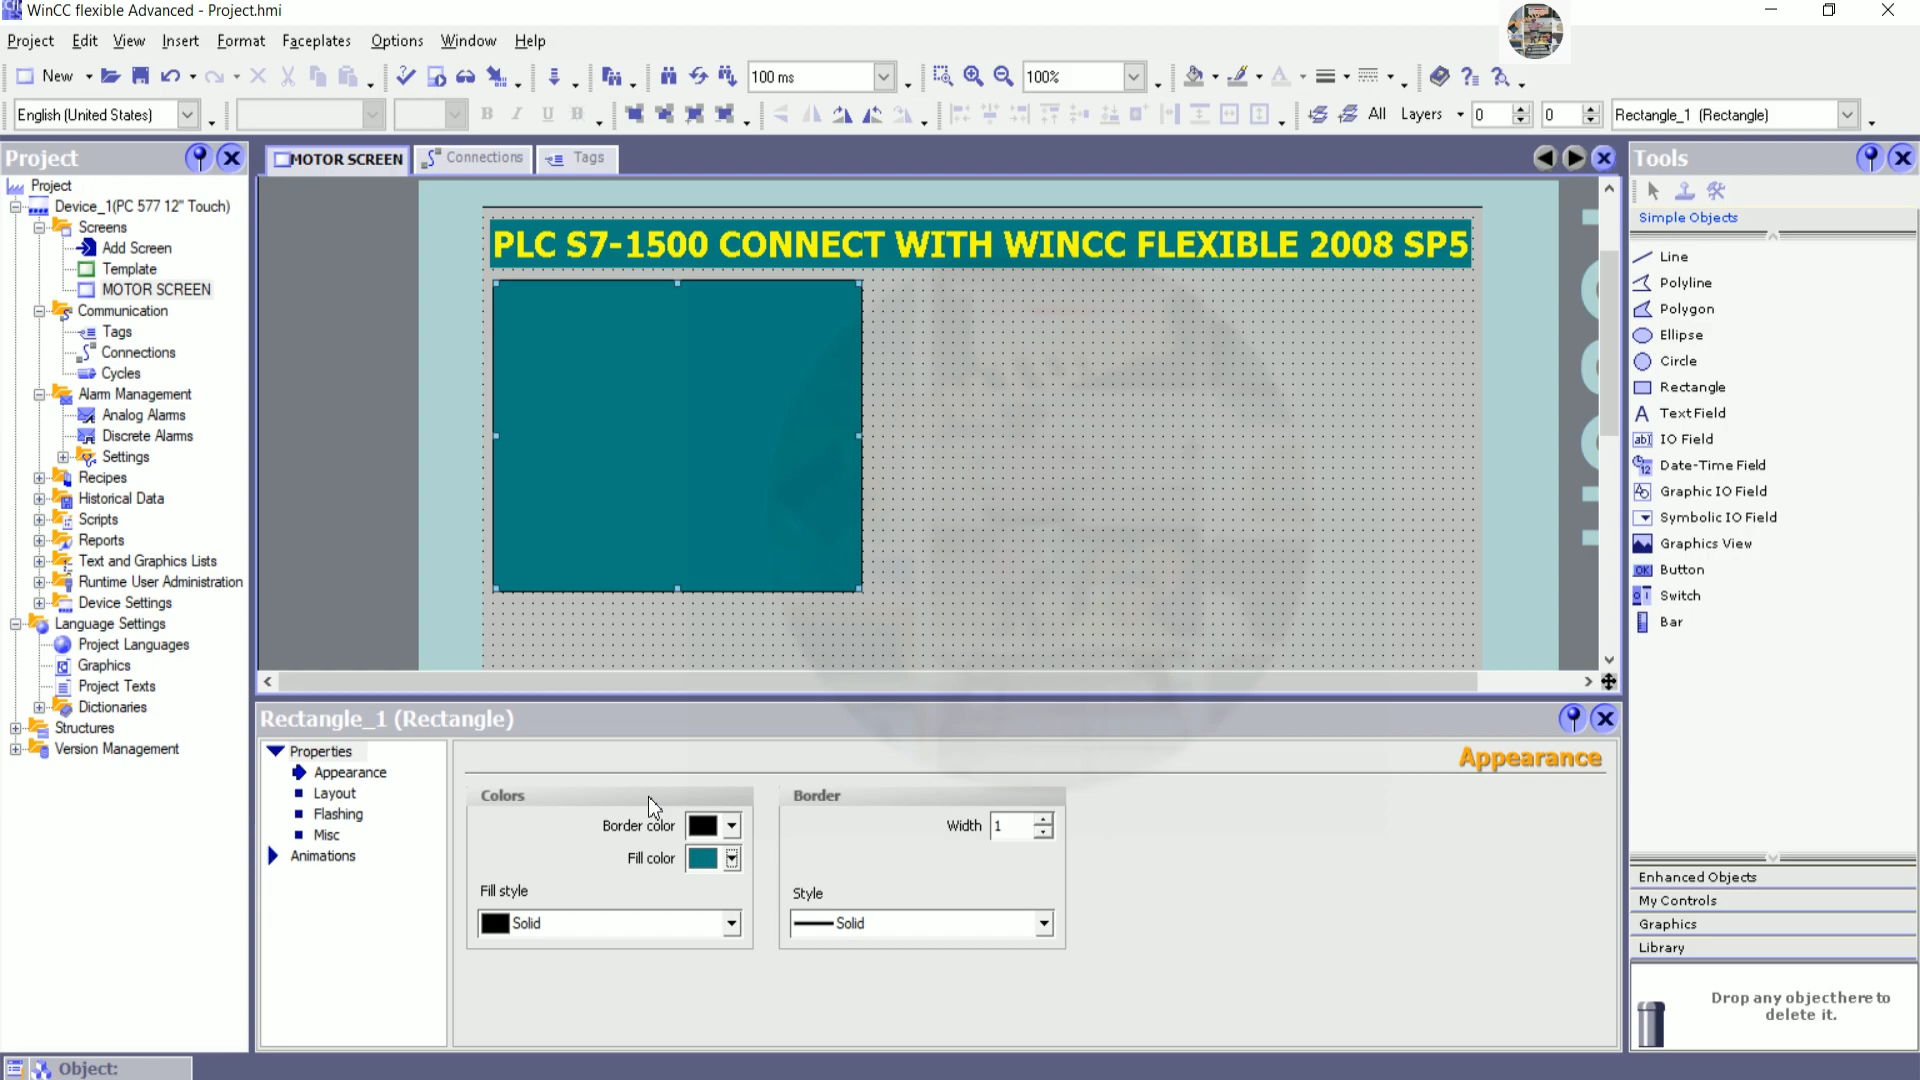 WinCC flexible Advanced - Project.hmi
Project Edit View Insert Format Faceplates Options Window Help
New 100 ms 100%
English (United States) B I U B All Layers 0 0 Rectangle_1 (Rectangle)
Project
Project
Device_1(PC 577 12" Touch)
Screens
Add Screen
Template
MOTOR SCREEN
Communication
Tags
Connections
Cycles
Alarm Management
Analog Alarms
Discrete Alarms
Settings
Recipes
Historical Data
Scripts
Reports
Text and Graphics Lists
Runtime User Administration
Device Settings
Language Settings
Project Languages
Graphics
Project Texts
Dictionaries
Structures
Version Management
MOTOR SCREEN Connections Tags
PLC S7-1500 CONNECT WITH WINCC FLEXIBLE 2008 SP5
Rectangle_1 (Rectangle)
Properties
Appearance
Layout
Flashing
Misc
Animations
Appearance
Colors
Border color
Fill color
Fill style
Solid
Border
Width 1
Style
Solid
Tools
Simple Objects
Line
Polyline
Polygon
Ellipse
Circle
Rectangle
TextField
IO Field
Date-Time Field
Graphic IO Field
Symbolic IO Field
Graphics View
OK Button
Switch
Bar
Enhanced Objects
My Controls
Graphics
Library
Drop any objecthere to
delete it.
Object: